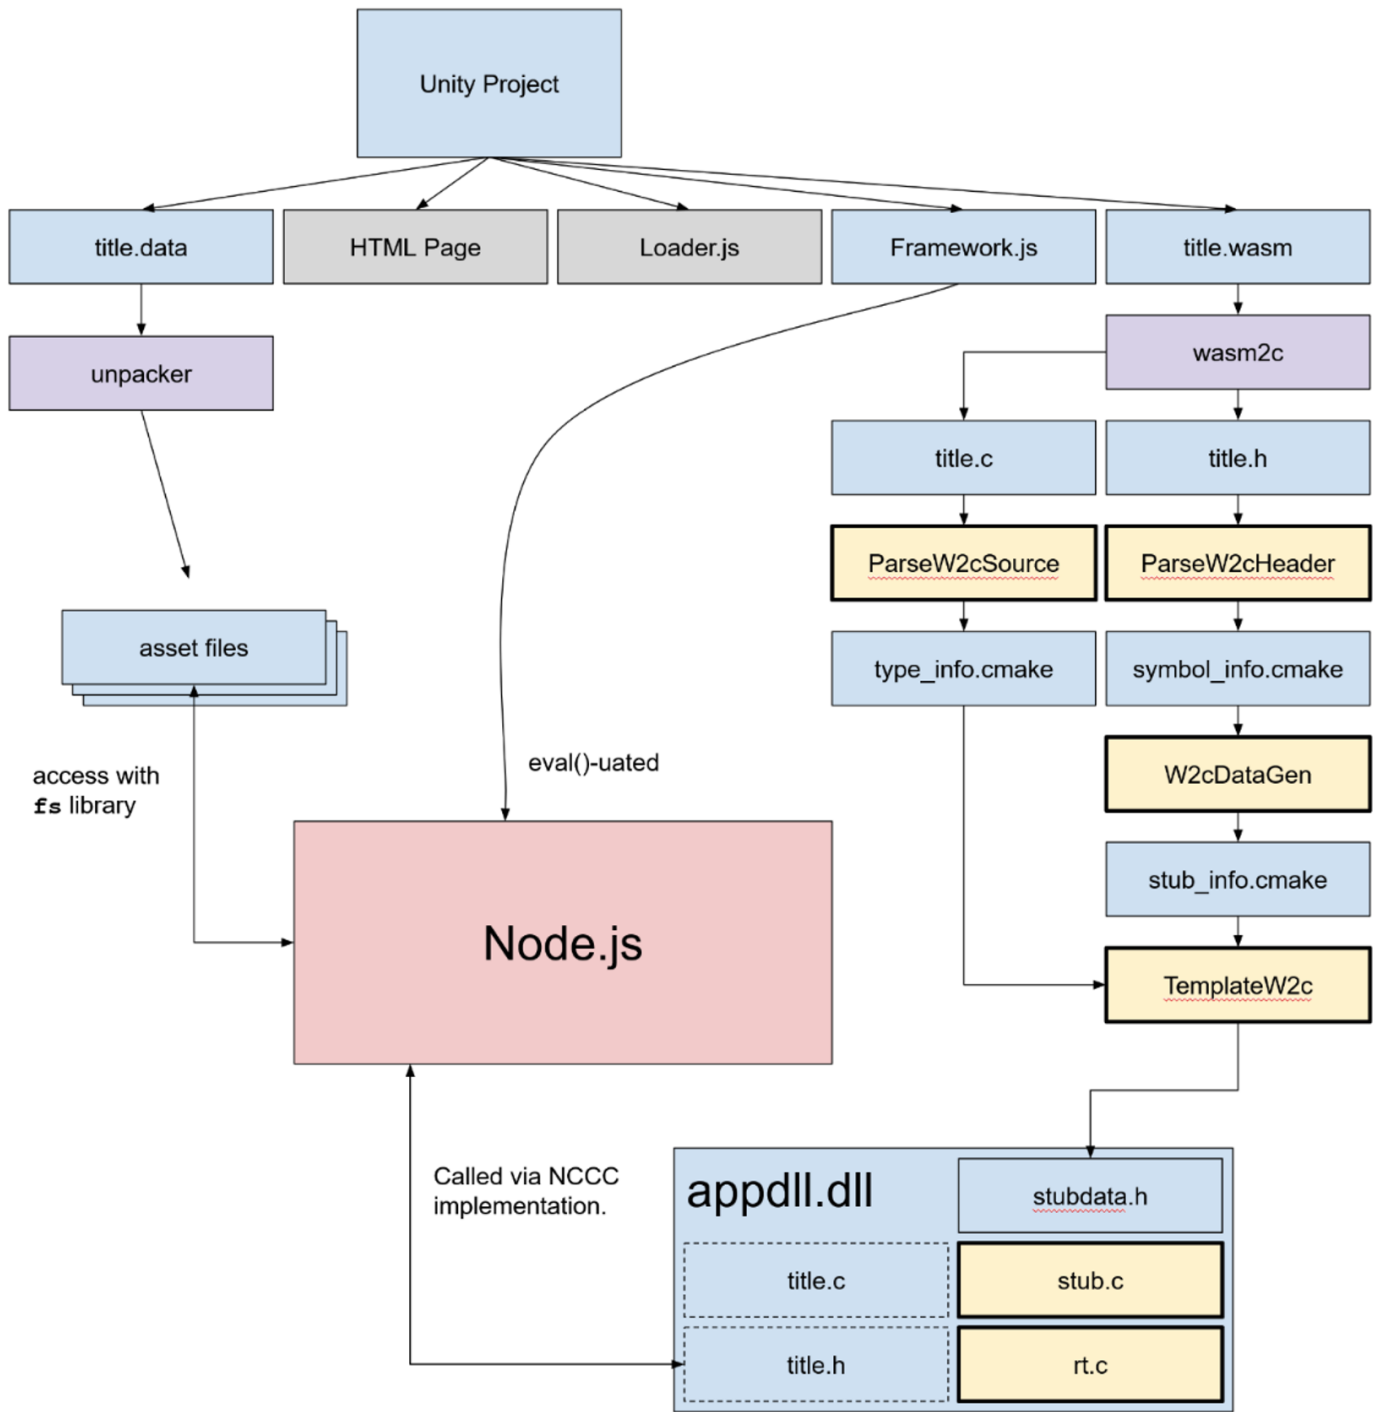 Unity Project
title.data
HTML Page
Loader.js
Framework.js
title.wasm
unpacker
wasm2c
title.c
title.h
ParseW2cSource
ParseW2cHeader
asset files
type_info.cmake
symbol_info.cmake
access with
fs library
eval()-uated
W2cDataGen
stub_info.cmake
Node.js
TemplateW2c
Called via NCCC
implementation.
appdll.dll
stubdata.h
title.c
stub.c
title.h
rt.c